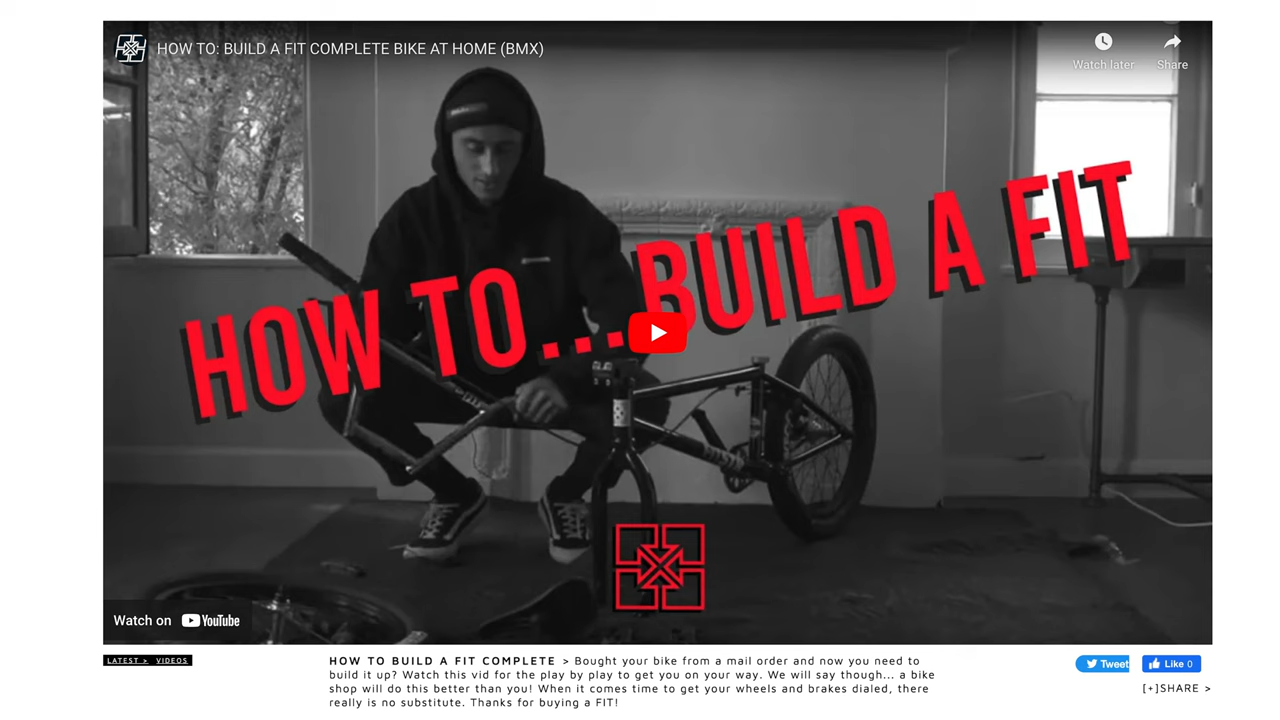 HOW TO: BUILD A FIT COMPLETE BIKE AT HOME (BMX)
Watch later
Share
HOW TO...BUILD A FIT
Watch on YouTube
LATEST > VIDEOS
HOW TO BUILD A FIT COMPLETE > Bought your bike from a mail order and now you need to
build it up? Watch this vid for the play by play to get you on your way. We will say though... a bike
shop will do this better than you! When it comes time to get your wheels and brakes dialed, there
really is no substitute. Thanks for buying a FIT!
Tweet
Like 0
[+]SHARE >